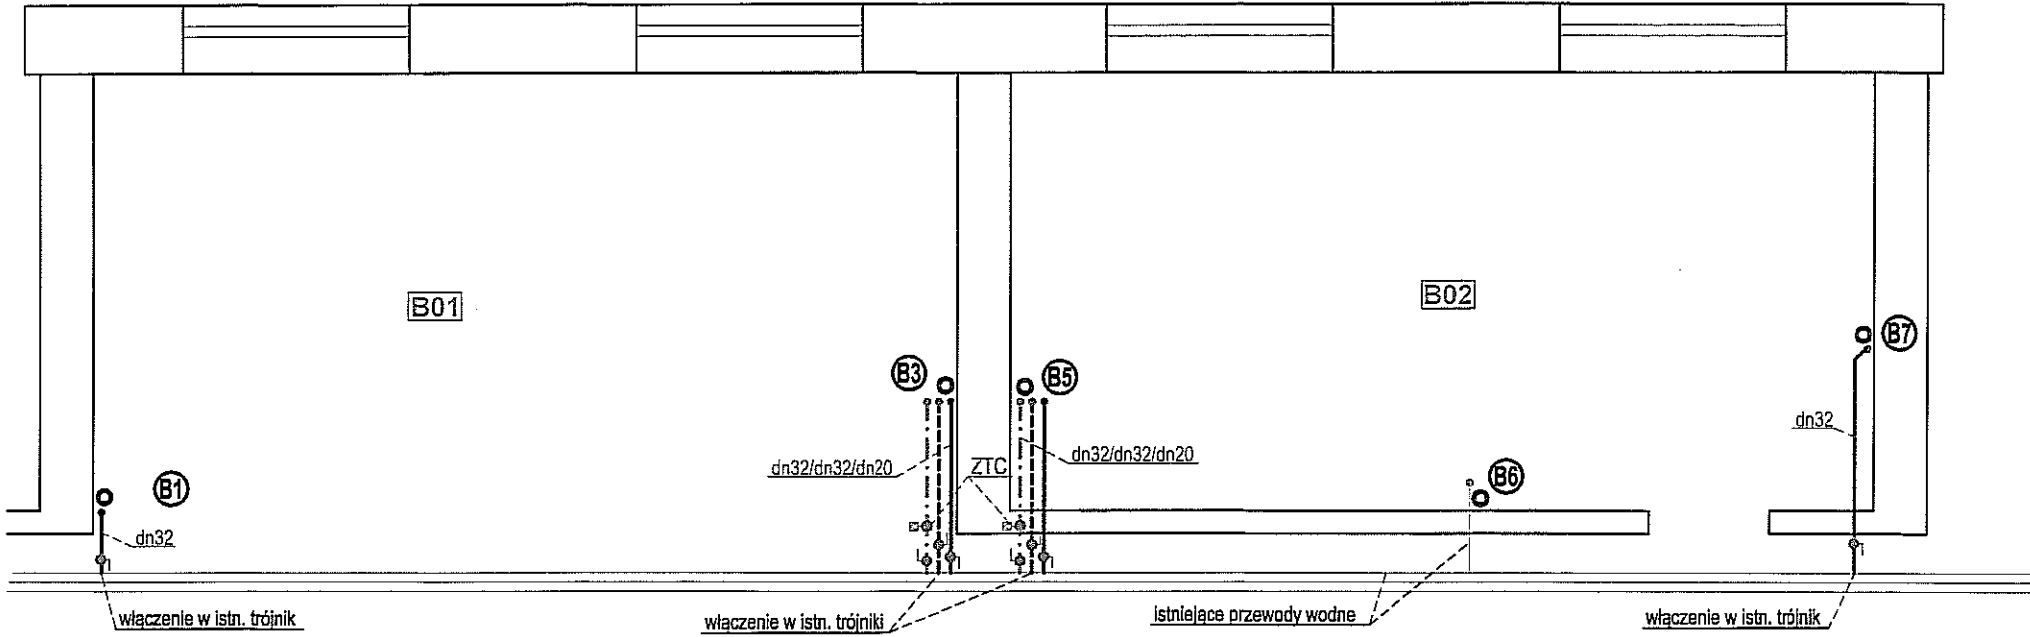 B01
B02
B7
B3
B5
dn32
dn32/dn32/dn20
ZTC
dn32/dn32/dn20
B6
B1
dn32
włączenie w istn. trójnik
włączenie w istn. trójniki
istniejące przewody wodne
włączenie w istn. trójnik